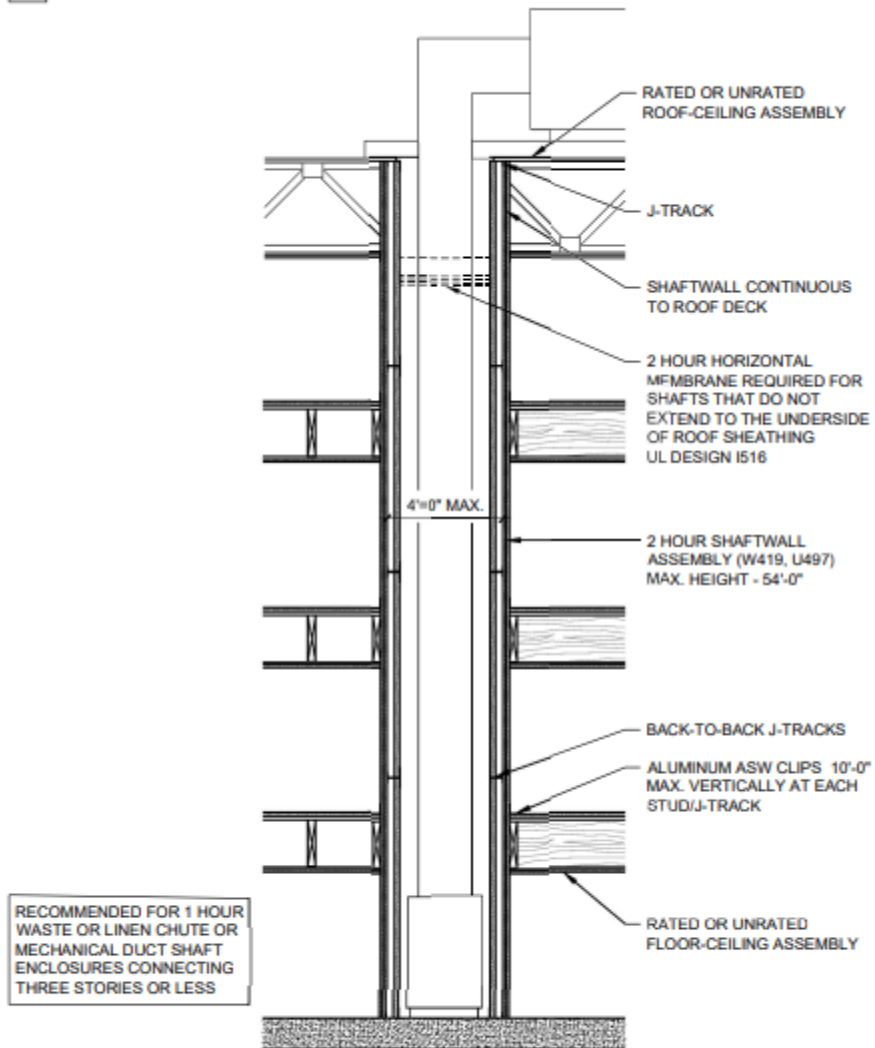 RATED OR UNRATED
ROOF-CEILING ASSEMBLY
J-TRACK
SHAFTWALL CONTINUOUS
TO ROOF DECK
2 HOUR HORIZONTAL
MEMBRANE REQUIRED FOR
SHAFTS THAT DO NOT
EXTEND TO THE UNDERSIDE
OF ROOF SHEATHING
UL DESIGN I516
4'=0" MAX.
2 HOUR SHAFTWALL
ASSEMBLY (W419, U497)
MAX. HEIGHT - 54'-0"
BACK-TO-BACK J-TRACKS
ALUMINUM ASW CLIPS 10'-0"
MAX. VERTICALLY AT EACH
STUD/J-TRACK
RATED OR UNRATED
FLOOR-CEILING ASSEMBLY
RECOMMENDED FOR 1 HOUR
WASTE OR LINEN CHUTE OR
MECHANICAL DUCT SHAFT
ENCLOSURES CONNECTING
THREE STORIES OR LESS